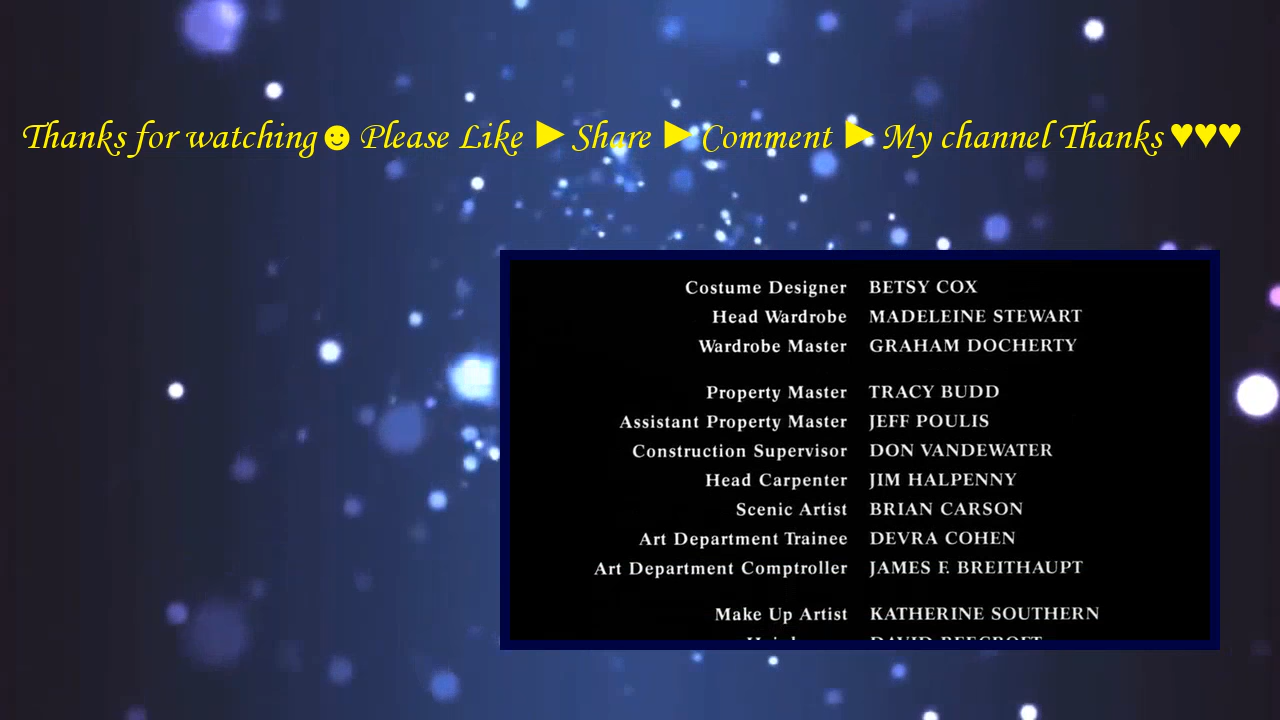 Thanks for watching☻Please Like ►Share ►Comment ►My channel Thanks♥♥♥
Costume Designer BETSY COX
Head Wardrobe MADELEINE STEWART
Wardrobe Master GRAHAM DOCHERTY
Property Master TRACY BUDD
Assistant Property Master JEFF POULIS
Construction Supervisor DON VANDEWATER
Head Carpenter JIM HALPENNY
Scenic Artist BRIAN CARSON
Art Department Trainee DEVRA COHEN
Art Department Comptroller JAMES F. BREITHAUPT
Make Up Artist KATHERINE SOUTHERN
DAVID BEECROFT